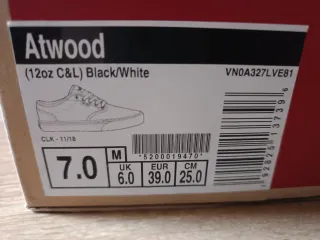 Atwood
(12oz C&L) Black/White
VN0A327LVE81
CLK - 11/18
7.0
M
UK
6.0
EUR
39.0
CM
25.0
*5200019470*